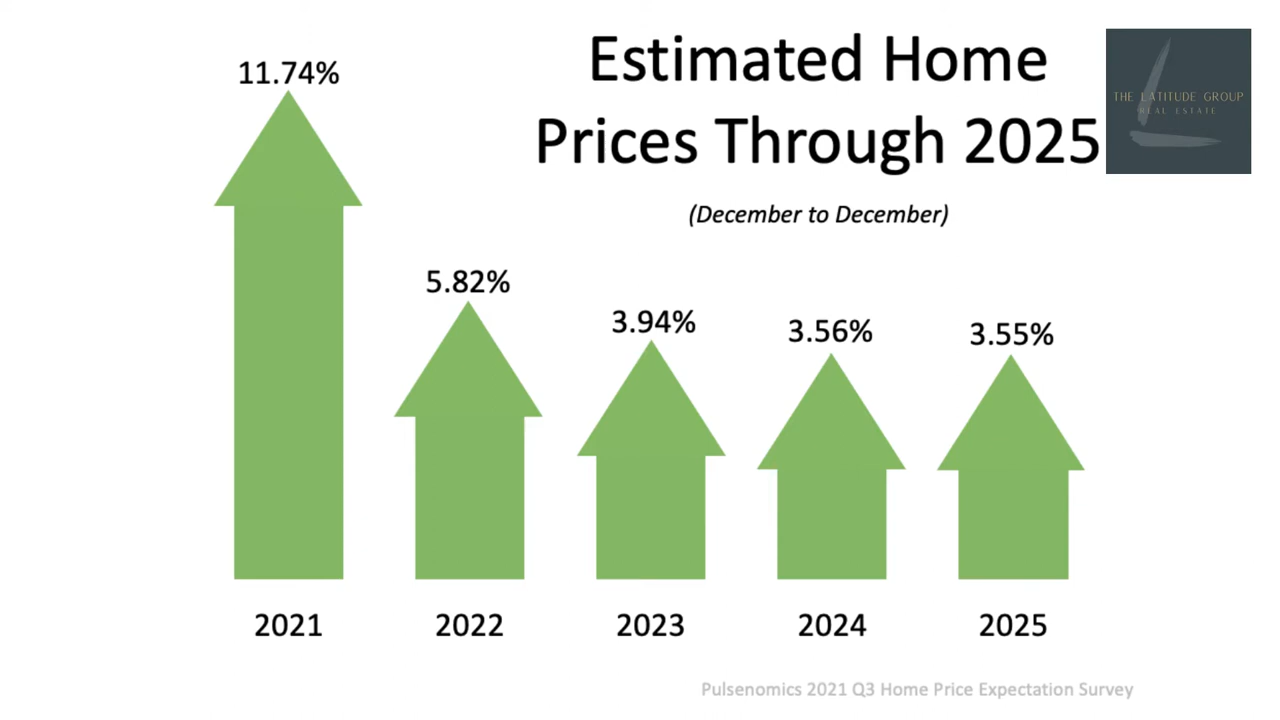 Estimated Home
Prices Through 2025
(December to December)
THE LATITUDE GROUP
REAL ESTATE
11.74%
5.82%
3.94%
3.56%
3.55%
2021
2022
2023
2024
2025
Pulsenomics 2021 Q3 Home Price Expectation Survey